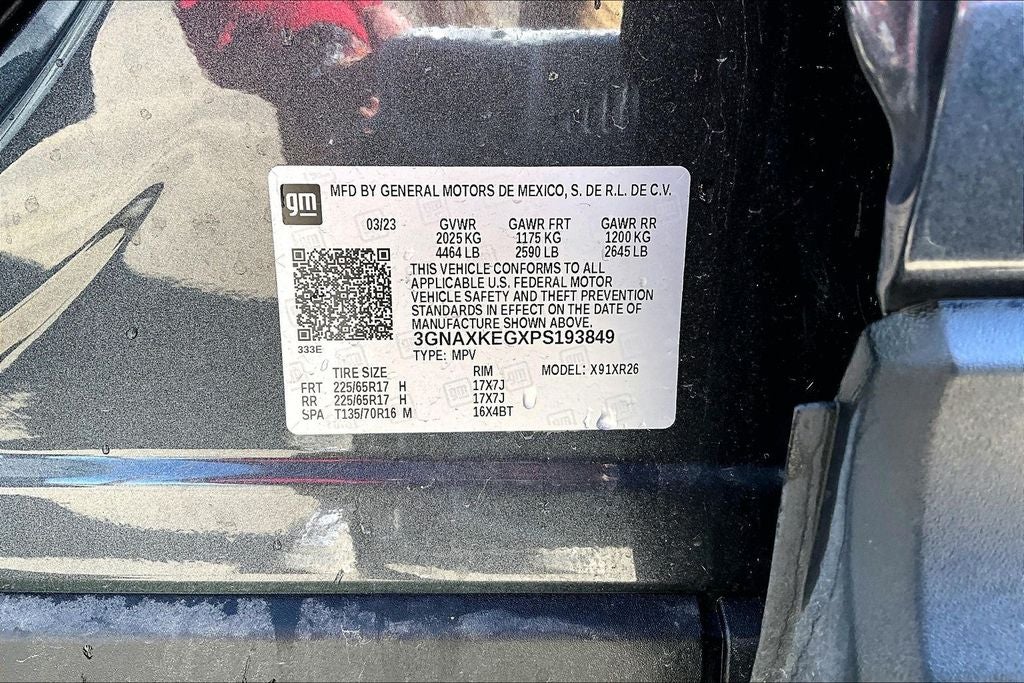 gm MFD BY GENERAL MOTORS DE MEXICO, S. DE R.L. DE C.V.
03/23 GVWR GAWR FRT GAWR RR
2025 KG 1175 KG 1200 KG
4464 LB 2590 LB 2645 LB
THIS VEHICLE CONFORMS TO ALL
APPLICABLE U.S. FEDERAL MOTOR
VEHICLE SAFETY AND THEFT PREVENTION
STANDARDS IN EFFECT ON THE DATE OF
MANUFACTURE SHOWN ABOVE.
3GNAXKEGXPS193849
333E
TYPE: MPV
TIRE SIZE RIM MODEL: X91XR26
FRT 225/65R17 H 17X7J
RR 225/65R17 H 17X7J
SPA T135/70R16 M 16X4BT